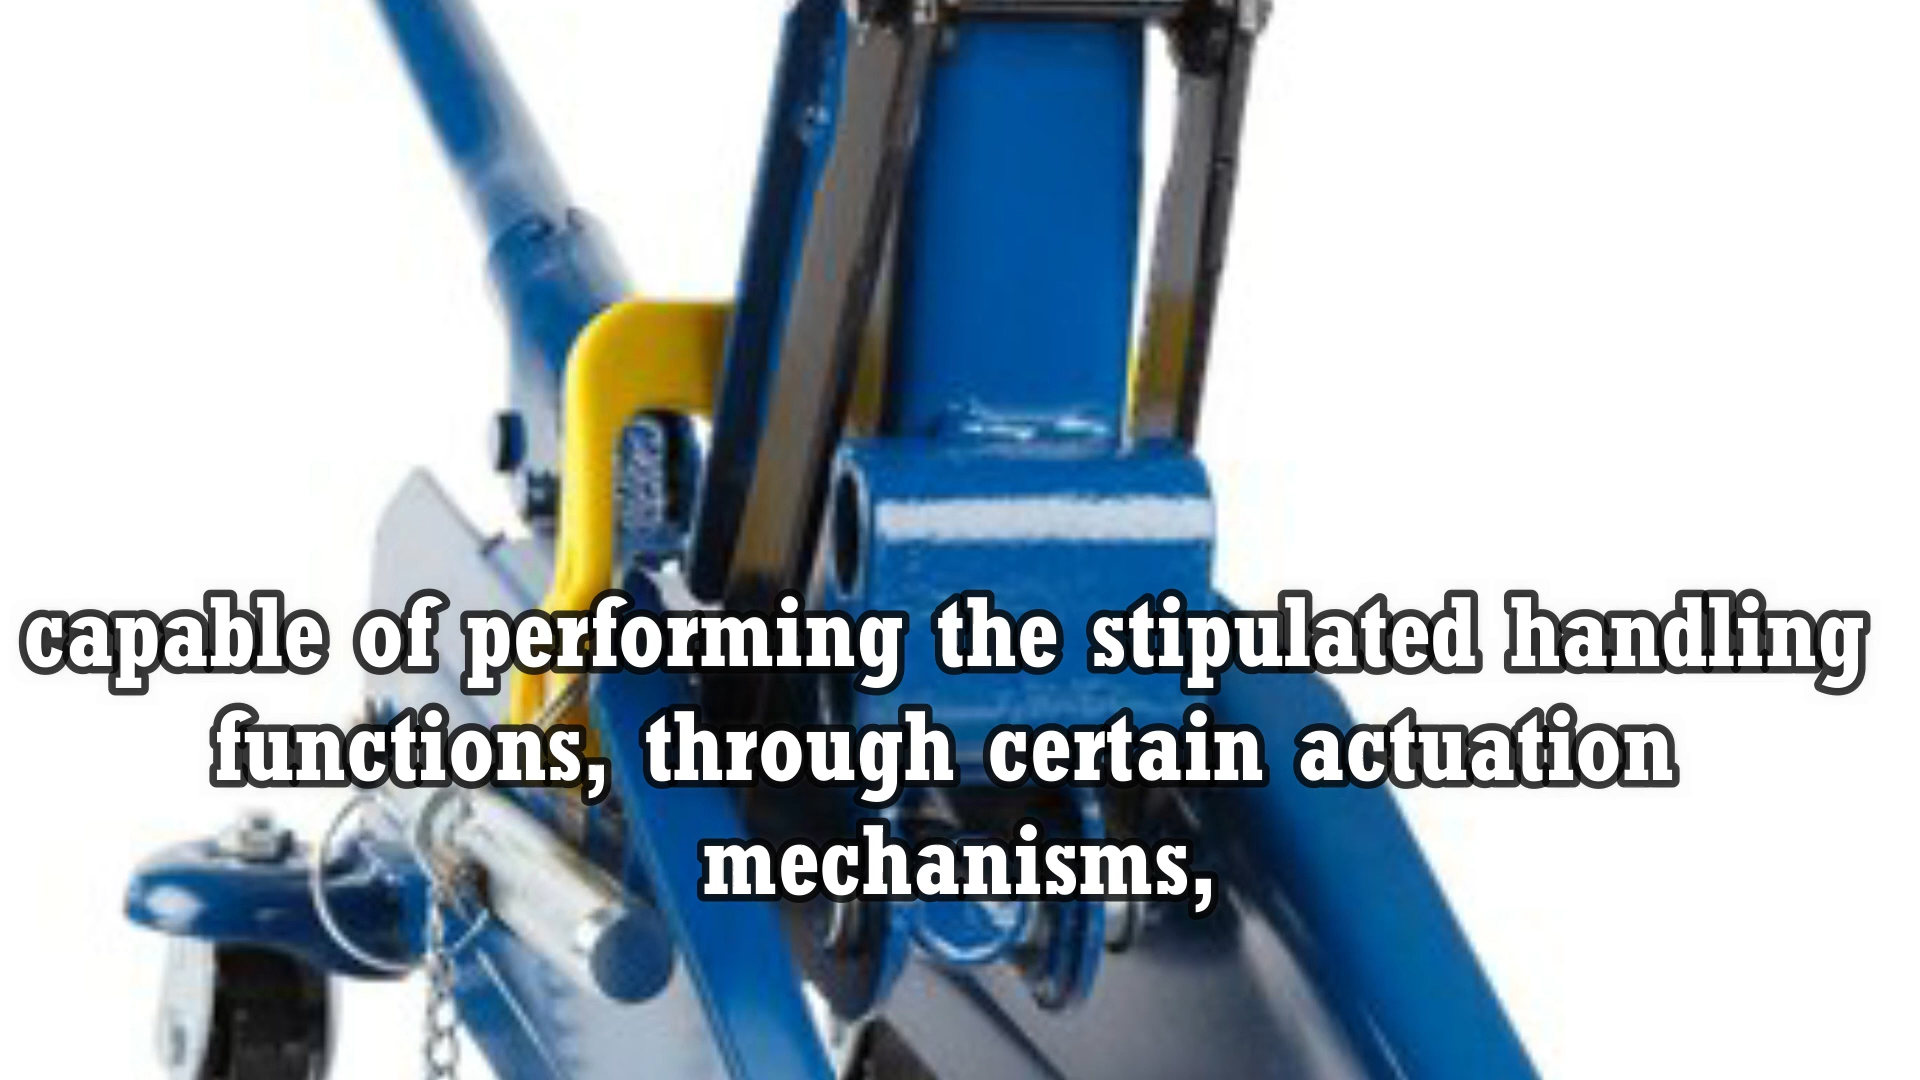 capable of performing the stipulated handling
functions, through certain actuation
mechanisms,